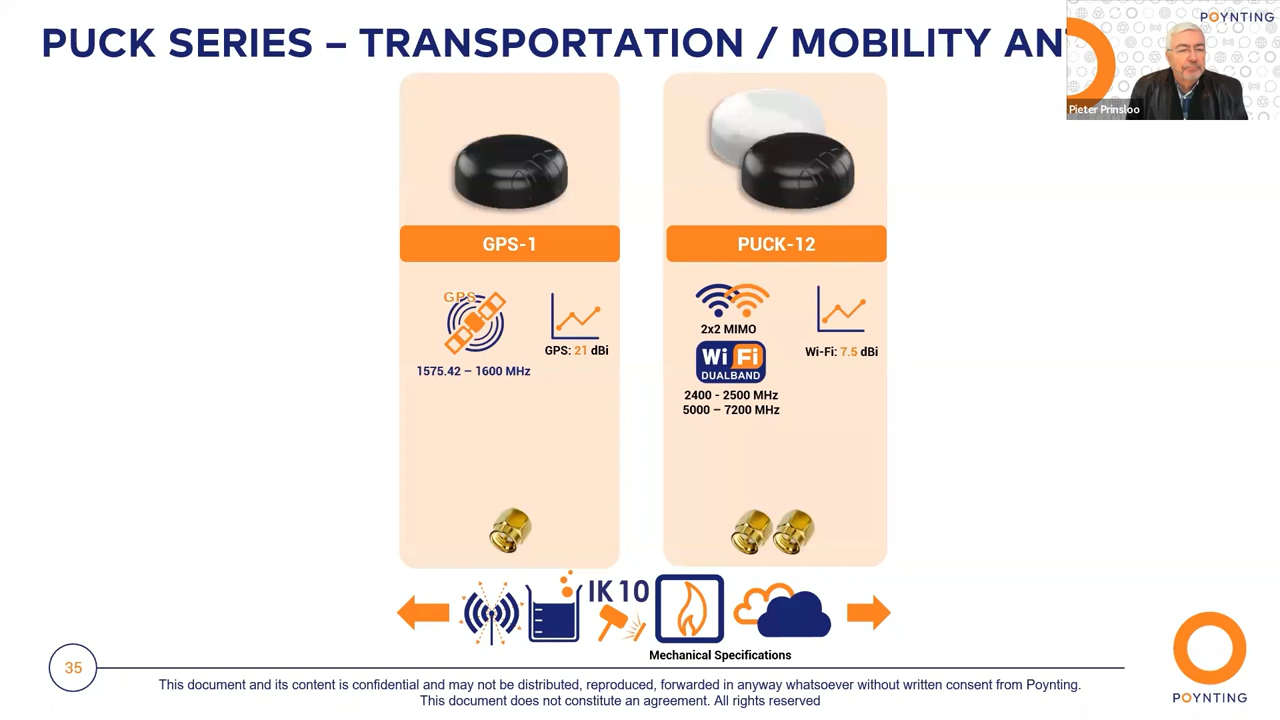 PUCK SERIES – TRANSPORTATION / MOBILITY AN
POYNTING
Pieter Prinsloo
GPS-1
GPS
GPS: 21 dBi
1575.42 – 1600 MHz
PUCK-12
2x2 MIMO
Wi-Fi: 7.5 dBi
Wi Fi
DUALBAND
2400 - 2500 MHz
5000 – 7200 MHz
IK 10
Mechanical Specifications
35
This document and its content is confidential and may not be distributed, reproduced, forwarded in anyway whatsoever without written consent from Poynting.
This document does not constitute an agreement. All rights reserved
POYNTING